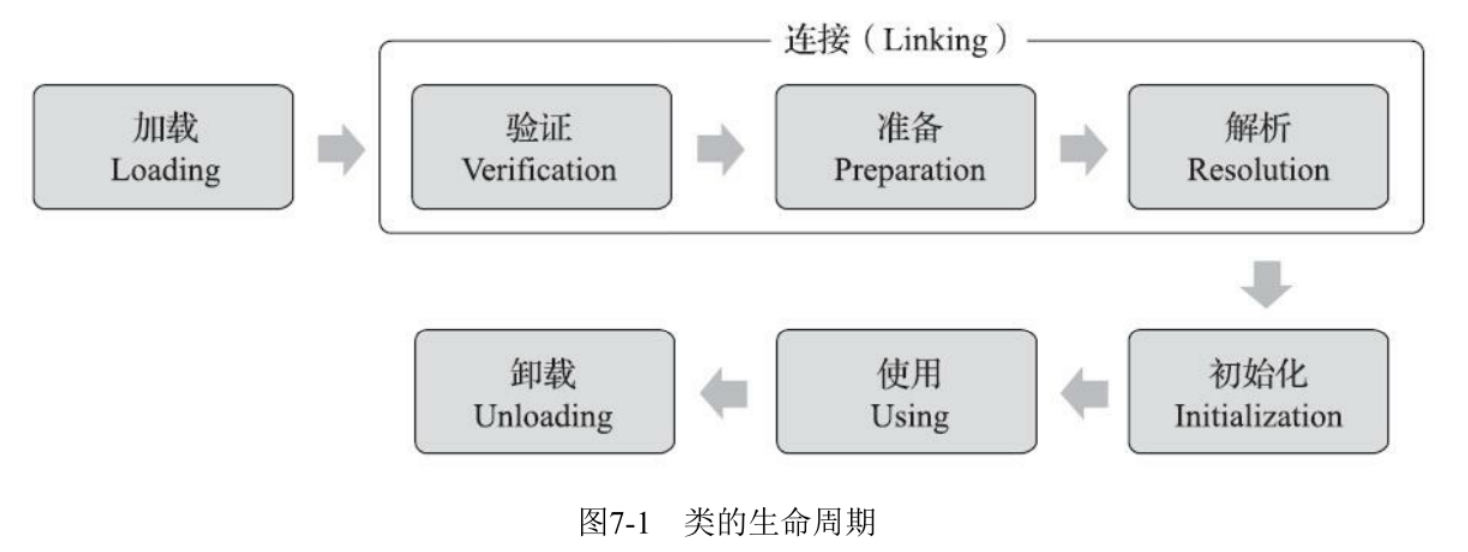 连接（Linking）
加载
Loading
验证
Verification
准备
Preparation
解析
Resolution
卸载
Unloading
使用
Using
初始化
Initialization
图7-1 类的生命周期